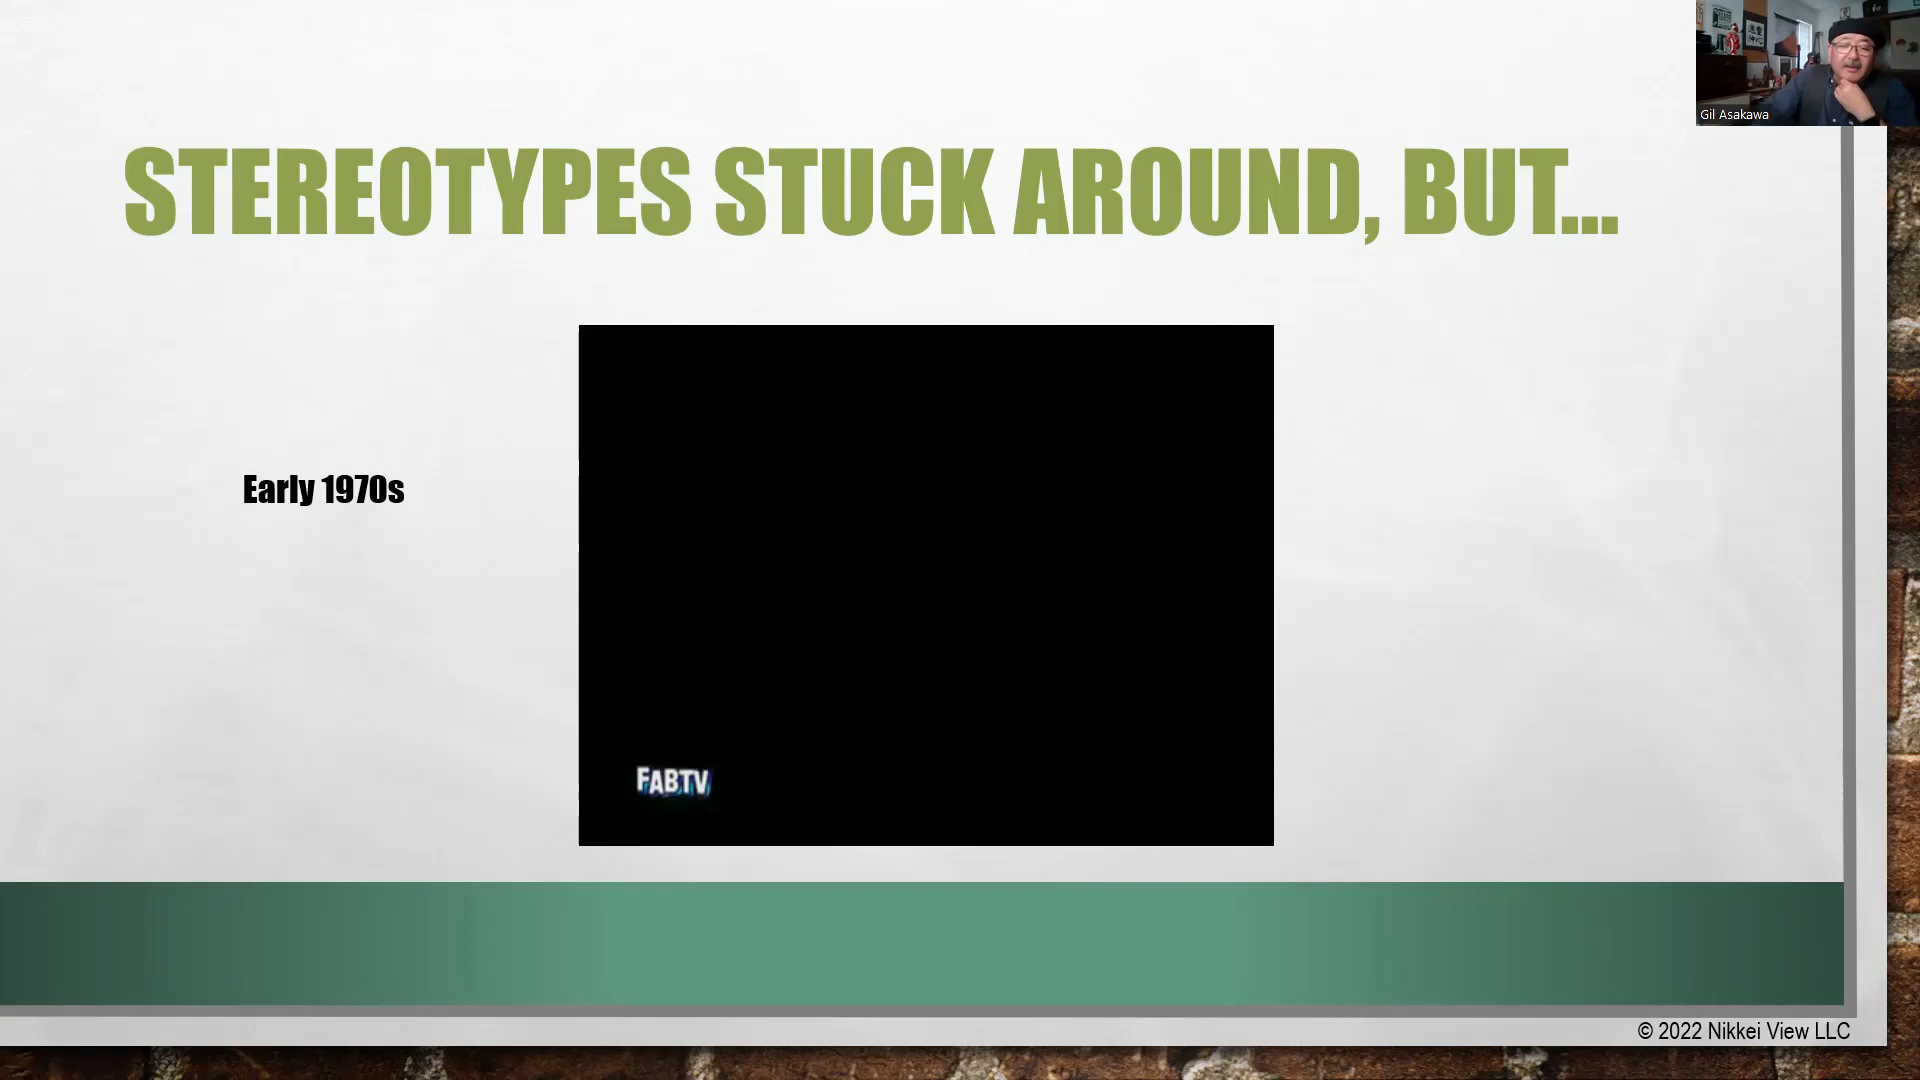 Gil Asakawa
STEREOTYPES STUCK AROUND, BUT...
Early 1970s
FABTV
© 2022 Nikkei View LLC